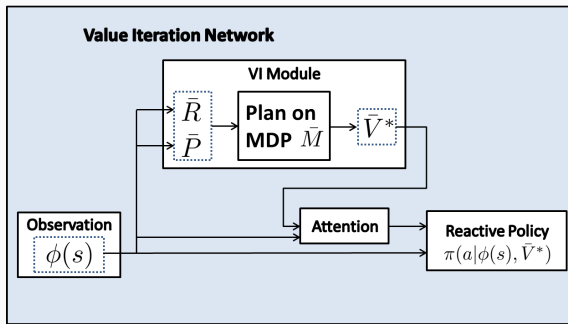 Value Iteration Network
VI Module
R̄
P̄
Plan on
MDP M̄
V̄*
Observation
ϕ(s)
Attention
Reactive Policy
π(a|ϕ(s), V̄*)